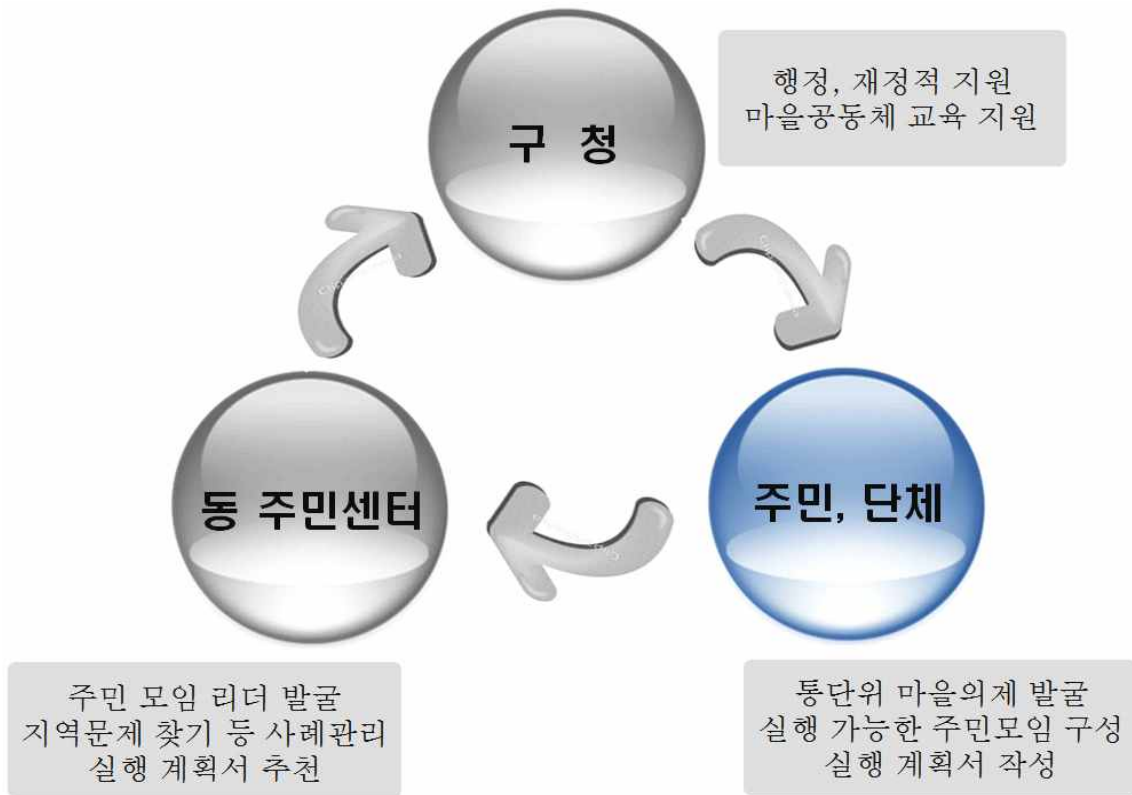 구 청
행정, 재정적 지원
마을공동체 교육 지원
동 주민센터
주민, 단체
주민 모임 리더 발굴
지역문제 찾기 등 사례관리
실행 계획서 추천
통단위 마을의제 발굴
실행 가능한 주민모임 구성
실행 계획서 작성